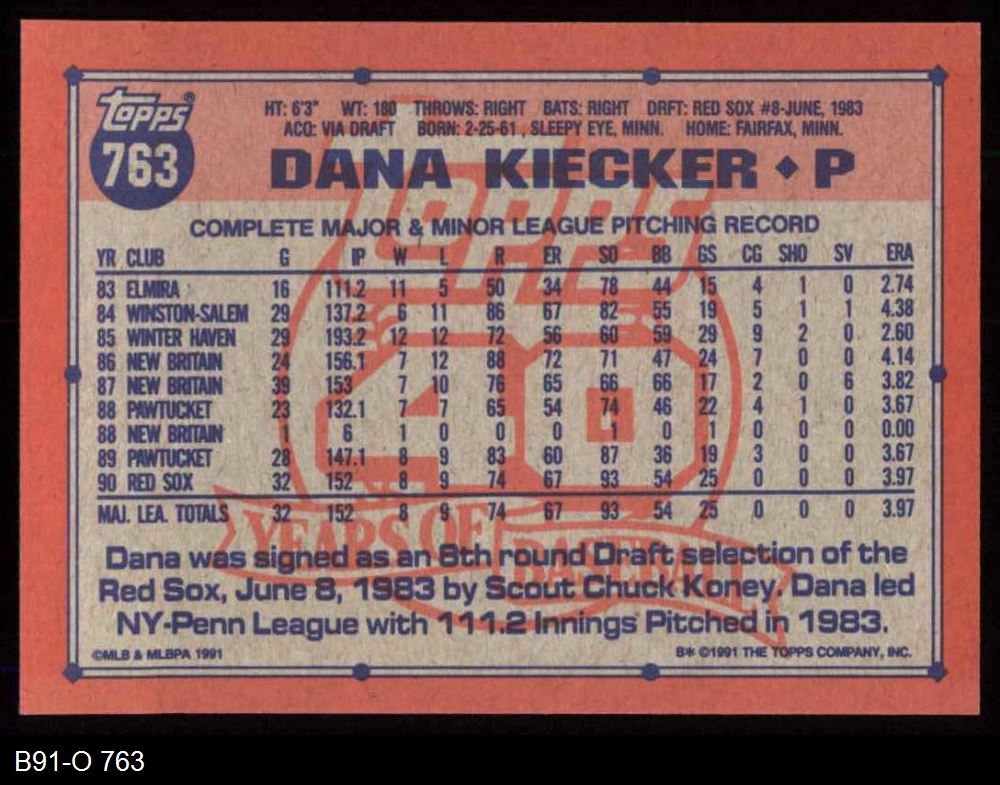 TOPPS®
763
HT: 6'3" WT: 180 THROWS: RIGHT BATS: RIGHT DRFT: RED SOX #8-JUNE, 1983
ACQ: VIA DRAFT BORN: 2-25-61, SLEEPY EYE, MINN. HOME: FAIRFAX, MINN.
DANA KIECKER ◆ P
COMPLETE MAJOR & MINOR LEAGUE PITCHING RECORD
YR CLUB G IP W L R ER SO BB GS CG SHO SV ERA
83 ELMIRA 16 111.2 11 5 50 34 78 44 15 4 1 0 2.74
84 WINSTON-SALEM 29 137.2 6 11 86 67 82 55 19 5 1 1 4.38
85 WINTER HAVEN 29 193.2 12 12 72 56 60 59 29 9 2 0 2.60
86 NEW BRITAIN 24 156.1 7 12 88 72 71 47 24 7 0 0 4.14
87 NEW BRITAIN 39 153 7 10 76 65 66 66 17 2 0 6 3.82
88 PAWTUCKET 23 132.1 7 7 65 54 74 46 22 4 1 0 3.67
88 NEW BRITAIN 1 6 1 0 0 0 1 0 1 0 0 0 0.00
89 PAWTUCKET 28 147.1 8 9 83 60 87 36 19 3 0 0 3.67
90 RED SOX 32 152 8 9 74 67 93 54 25 0 0 0 3.97
MAJ. LEA. TOTALS 32 152 8 9 74 67 93 54 25 0 0 0 3.97
TOPPS
40
YEARS OF
BASEBALL
Dana was signed as an 8th round Draft selection of the
Red Sox, June 8, 1983 by Scout Chuck Koney. Dana led
NY-Penn League with 111.2 Innings Pitched in 1983.
©MLB & MLBPA 1991
B* ©1991 THE TOPPS COMPANY, INC.
B91-O 763